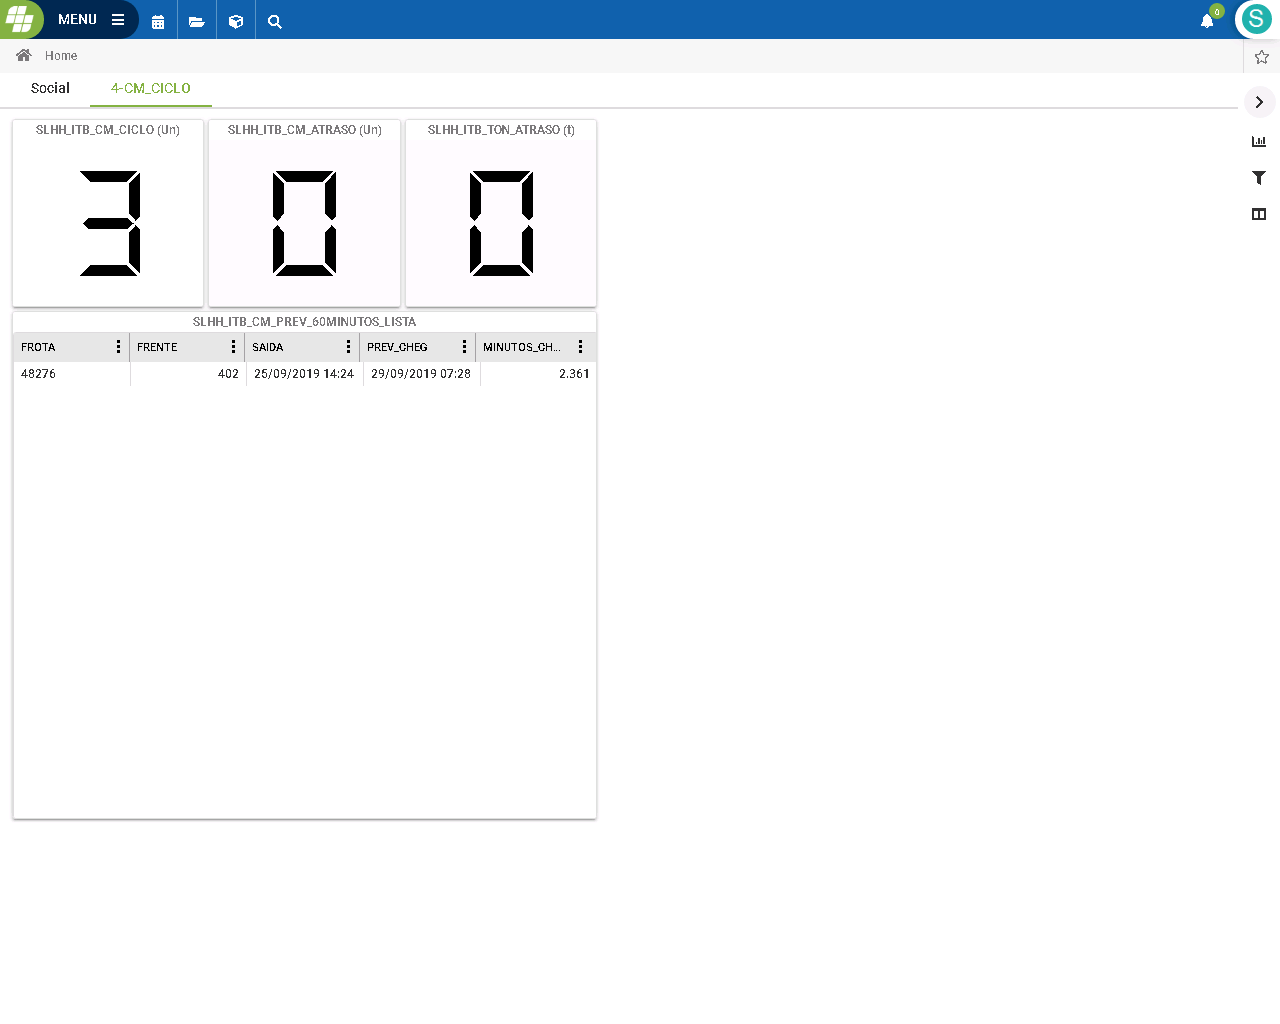 MENU
0
S
Home
Social
4-CM_CICLO
SLHH_ITB_CM_CICLO (Un)
SLHH_ITB_CM_ATRASO (Un)
SLHH_ITB_TON_ATRASO (t)
3
0
0
SLHH_ITB_CM_PREV_60MINUTOS_LISTA
FROTA FRENTE SAIDA PREV_CHEG MINUTOS_CH...
48276 402 25/09/2019 14:24 29/09/2019 07:28 2.361